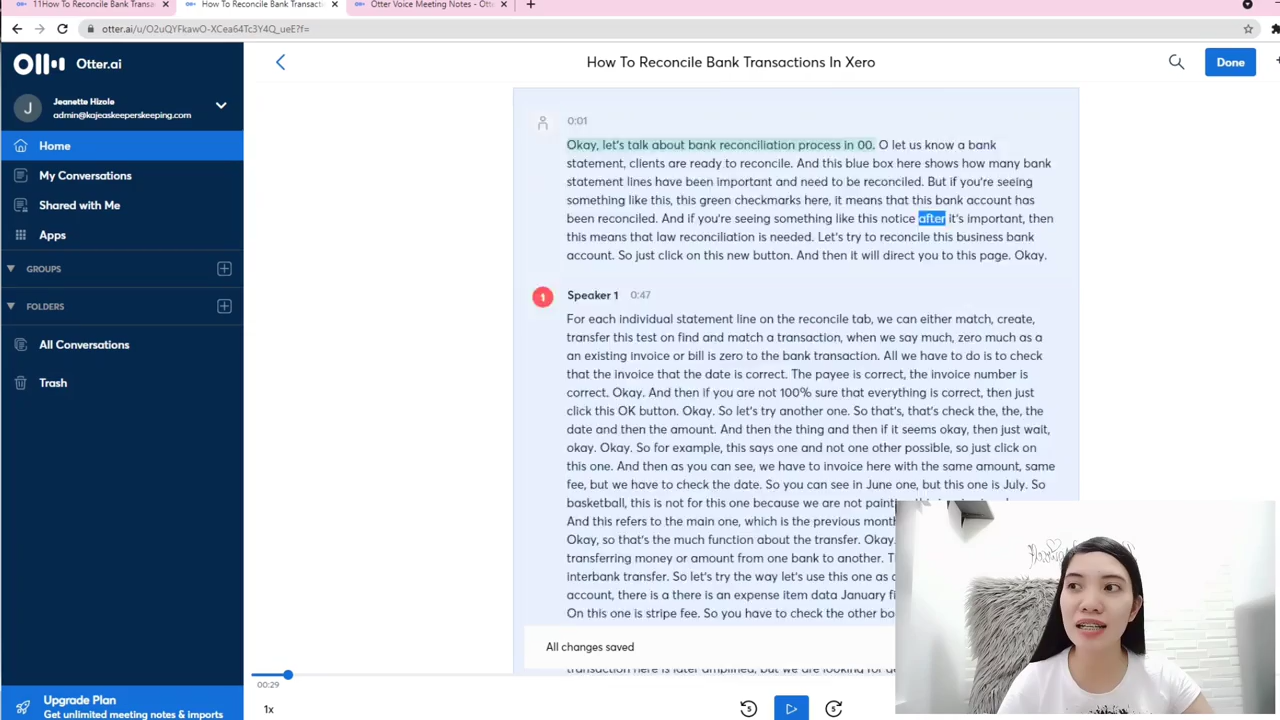 11How To Reconcile Bank Transa
How To Reconcile Bank Transacti
Otter Voice Meeting Notes - Ott
otter.ai/u/O2uQYFkawO-XCea64Tc3Y4Q_ueE?f=
Otter.ai
How To Reconcile Bank Transactions In Xero
Done
J
Jeanette Hizole
admin@kajeaskeeperskeeping.com
Home
My Conversations
Shared with Me
Apps
GROUPS
FOLDERS
All Conversations
Trash
Upgrade Plan
Get unlimited meeting notes & imports
0:01
Okay, let's talk about bank reconciliation process in 00. O let us know a bank
statement, clients are ready to reconcile. And this blue box here shows how many bank
statement lines have been important and need to be reconciled. But if you're seeing
something like this, this green checkmarks here, it means that this bank account has
been reconciled. And if you're seeing something like this notice after it's important, then
this means that law reconciliation is needed. Let's try to reconcile this business bank
account. So just click on this new button. And then it will direct you to this page. Okay.
1
Speaker 1 0:47
For each individual statement line on the reconcile tab, we can either match, create,
transfer this test on find and match a transaction, when we say much, zero much as a
an existing invoice or bill is zero to the bank transaction. All we have to do is to check
that the invoice that the date is correct. The payee is correct, the invoice number is
correct. Okay. And then if you are not 100% sure that everything is correct, then just
click this OK button. Okay. So let's try another one. So that's, that's check the, the, the
date and then the amount. And then the thing and then if it seems okay, then just wait,
okay. Okay. So for example, this says one and not one other possible, so just click on
this one. And then as you can see, we have to invoice here with the same amount, same
fee, but we have to check the date. So you can see in June one, but this one is July. So
basketball, this is not for this one because we are not
And this refers to the main one, which is the previous mont
Okay, so that's the much function about the transfer. Okay.
transferring money or amount from one bank to another. T
interbank transfer. So let's try the way let's use this one as
account, there is a there is an expense item data January fi
On this one is stripe fee. So you have to check the other bo
All changes saved
00:29
1x
5
5